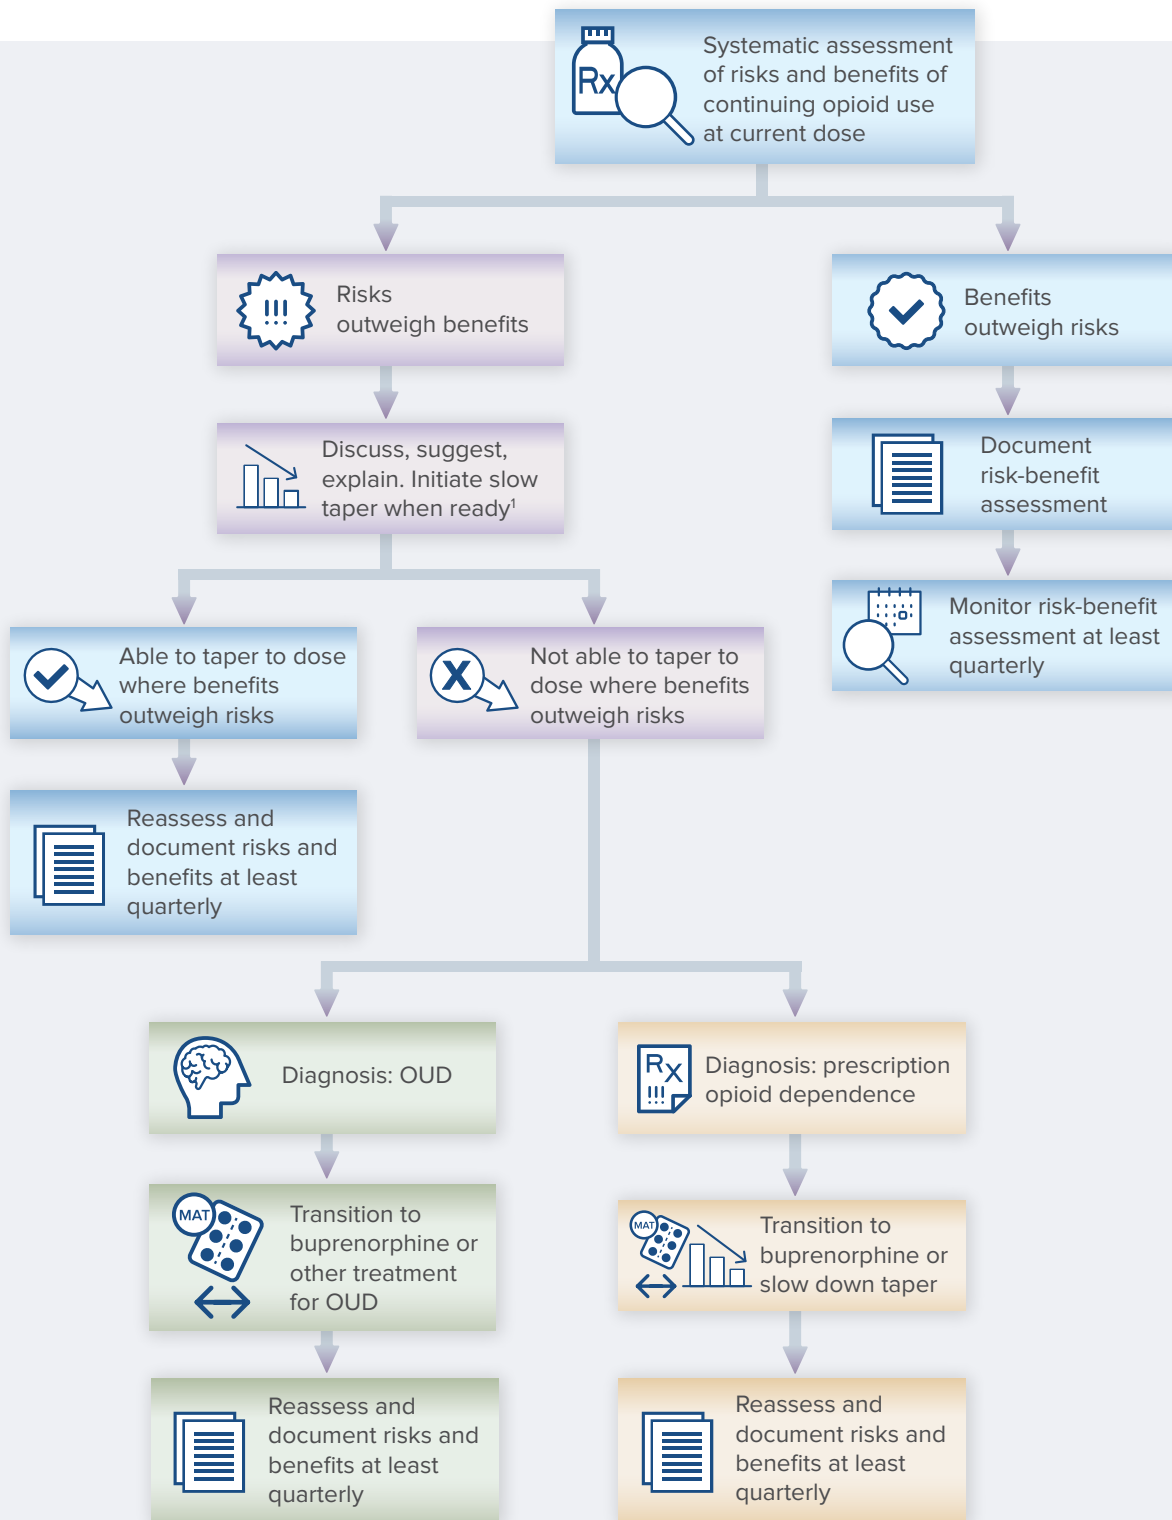 Rx
Systematic assessment
of risks and benefits of
continuing opioid use
at current dose
!!!
Risks
outweigh benefits
Benefits
outweigh risks
Discuss, suggest,
explain. Initiate slow
taper when ready¹
Document
risk-benefit
assessment
Monitor risk-benefit
assessment at least
quarterly
Able to taper to dose
where benefits
outweigh risks
X
Not able to taper to
dose where benefits
outweigh risks
Reassess and
document risks and
benefits at least
quarterly
Diagnosis: OUD
Rx
!!!
Diagnosis: prescription
opioid dependence
MAT
Transition to
buprenorphine or
other treatment
for OUD
MAT
Transition to
buprenorphine or
slow down taper
Reassess and
document risks and
benefits at least
quarterly
Reassess and
document risks and
benefits at least
quarterly